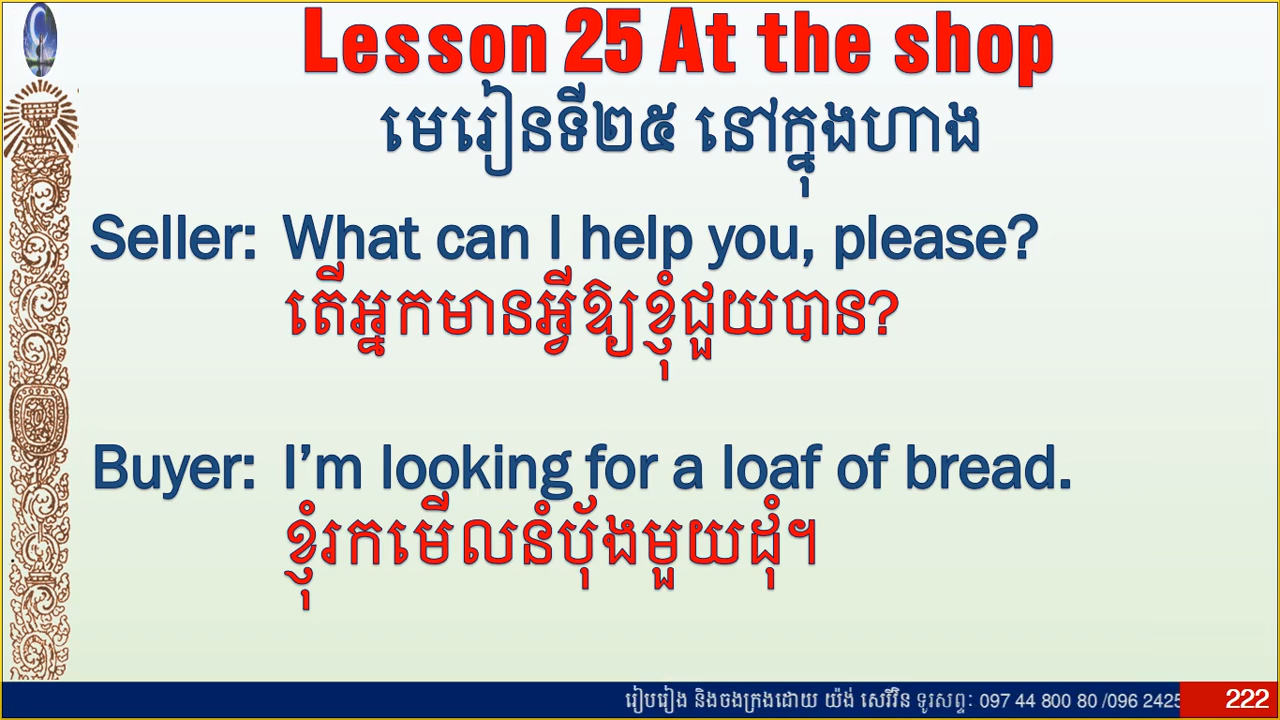 Lesson 25 At the shop
មេរៀនទី២៥ នៅក្នុងហាង
Seller: What can I help you, please?
តើអ្នកមានអ្វីឱ្យខ្ញុំជួយបាន?
Buyer: I’m looking for a loaf of bread.
ខ្ញុំរកមើលនំប៉័ងមួយដុំ។
រៀបរៀង និងចងក្រងដោយ យ៉ង់ សេរីវិន ទូរសព្ទៈ 097 44 800 80 /096 2425
222